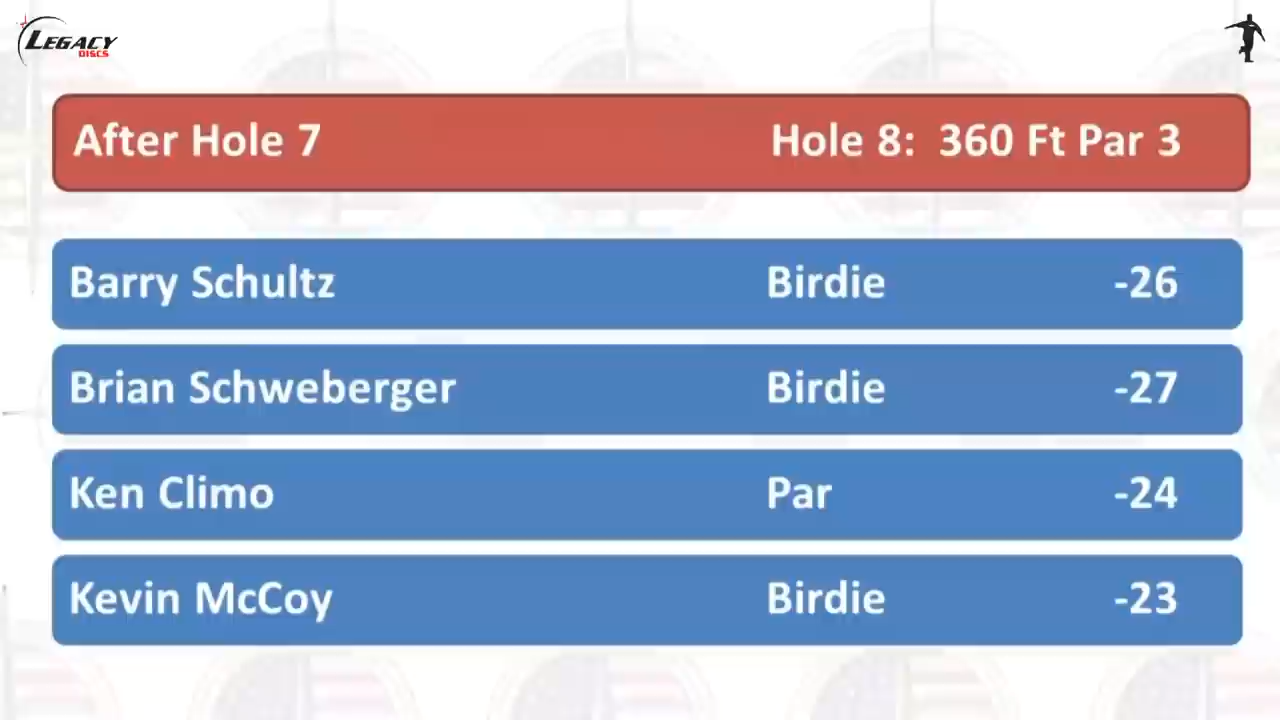 LEGACY
DISCS
After Hole 7 Hole 8: 360 Ft Par 3
Barry Schultz Birdie -26
Brian Schweberger Birdie -27
Ken Climo Par -24
Kevin McCoy Birdie -23